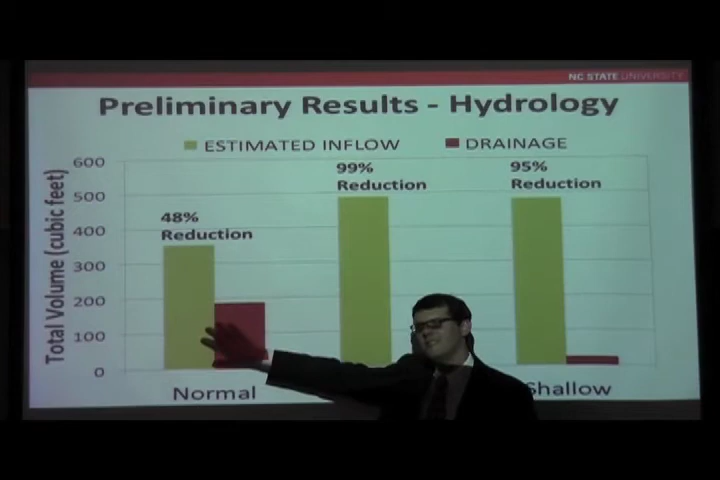 NC STATE UNIVERSITY
Preliminary Results - Hydrology
ESTIMATED INFLOW DRAINAGE
Total Volume (cubic feet)
600
500
400
300
200
100
0
48%
Reduction
99%
Reduction
95%
Reduction
Normal
Shallow